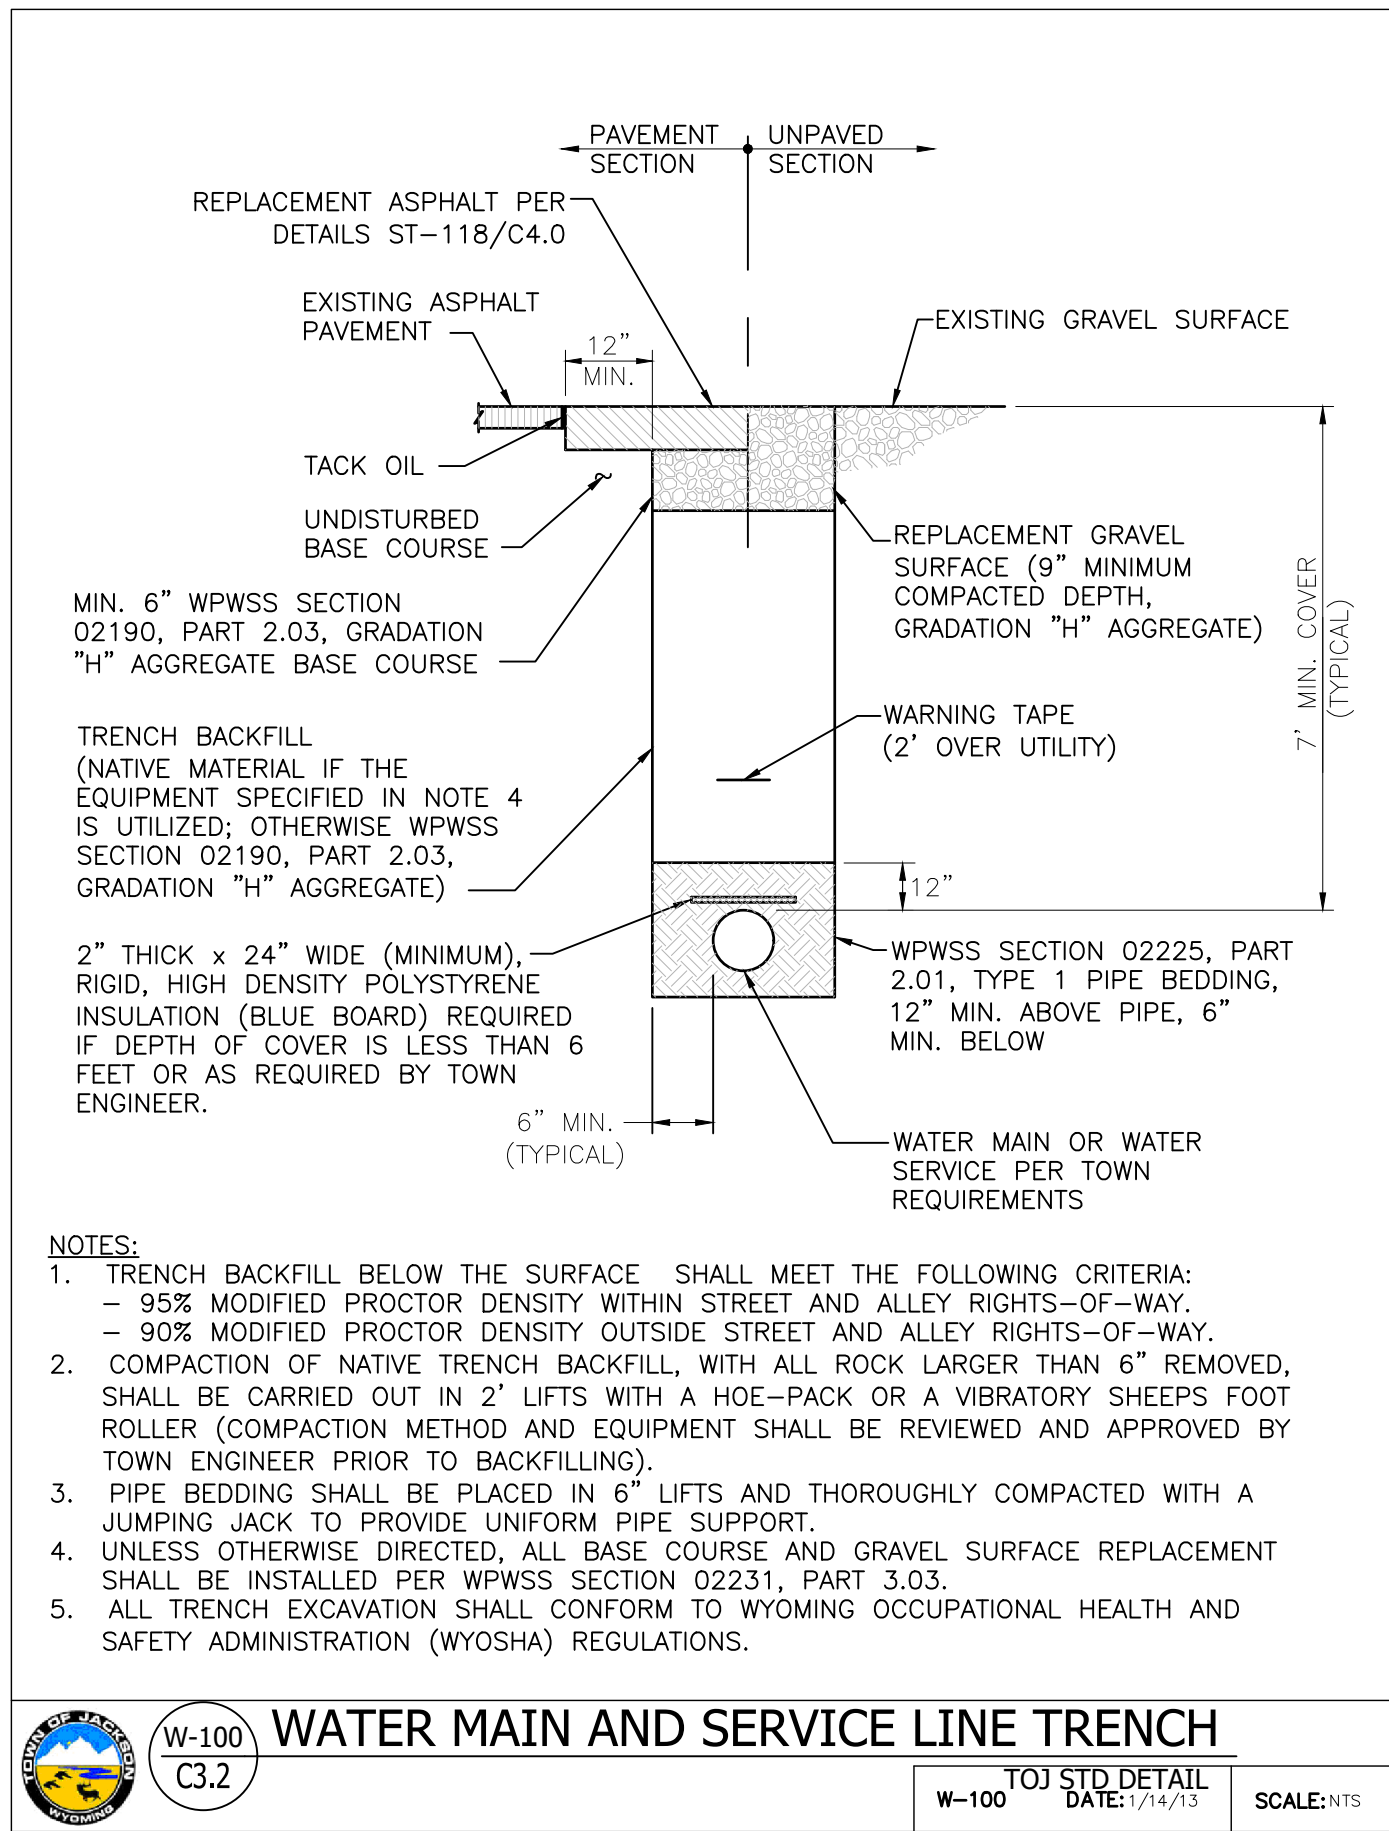 PAVEMENT
SECTION
UNPAVED
SECTION
REPLACEMENT ASPHALT PER
DETAILS ST-118/C4.0
EXISTING ASPHALT
PAVEMENT
EXISTING GRAVEL SURFACE
12"
MIN.
TACK OIL
UNDISTURBED
BASE COURSE
REPLACEMENT GRAVEL
SURFACE (9" MINIMUM
COMPACTED DEPTH,
GRADATION "H" AGGREGATE)
MIN. 6" WPWSS SECTION
02190, PART 2.03, GRADATION
"H" AGGREGATE BASE COURSE
7' MIN. COVER
(TYPICAL)
WARNING TAPE
(2' OVER UTILITY)
TRENCH BACKFILL
(NATIVE MATERIAL IF THE
EQUIPMENT SPECIFIED IN NOTE 4
IS UTILIZED; OTHERWISE WPWSS
SECTION 02190, PART 2.03,
GRADATION "H" AGGREGATE)
12"
2" THICK x 24" WIDE (MINIMUM),
RIGID, HIGH DENSITY POLYSTYRENE
INSULATION (BLUE BOARD) REQUIRED
IF DEPTH OF COVER IS LESS THAN 6
FEET OR AS REQUIRED BY TOWN
ENGINEER.
WPWSS SECTION 02225, PART
2.01, TYPE 1 PIPE BEDDING,
12" MIN. ABOVE PIPE, 6"
MIN. BELOW
6" MIN.
(TYPICAL)
WATER MAIN OR WATER
SERVICE PER TOWN
REQUIREMENTS
NOTES:
1. TRENCH BACKFILL BELOW THE SURFACE SHALL MEET THE FOLLOWING CRITERIA:
- 95% MODIFIED PROCTOR DENSITY WITHIN STREET AND ALLEY RIGHTS-OF-WAY.
- 90% MODIFIED PROCTOR DENSITY OUTSIDE STREET AND ALLEY RIGHTS-OF-WAY.
2. COMPACTION OF NATIVE TRENCH BACKFILL, WITH ALL ROCK LARGER THAN 6" REMOVED,
SHALL BE CARRIED OUT IN 2' LIFTS WITH A HOE-PACK OR A VIBRATORY SHEEPS FOOT
ROLLER (COMPACTION METHOD AND EQUIPMENT SHALL BE REVIEWED AND APPROVED BY
TOWN ENGINEER PRIOR TO BACKFILLING).
3. PIPE BEDDING SHALL BE PLACED IN 6" LIFTS AND THOROUGHLY COMPACTED WITH A
JUMPING JACK TO PROVIDE UNIFORM PIPE SUPPORT.
4. UNLESS OTHERWISE DIRECTED, ALL BASE COURSE AND GRAVEL SURFACE REPLACEMENT
SHALL BE INSTALLED PER WPWSS SECTION 02231, PART 3.03.
5. ALL TRENCH EXCAVATION SHALL CONFORM TO WYOMING OCCUPATIONAL HEALTH AND
SAFETY ADMINISTRATION (WYOSHA) REGULATIONS.
TOWN OF JACKSON
WYOMING
W-100
C3.2
WATER MAIN AND SERVICE LINE TRENCH
TOJ STD DETAIL
W-100 DATE: 1/14/13
SCALE: NTS